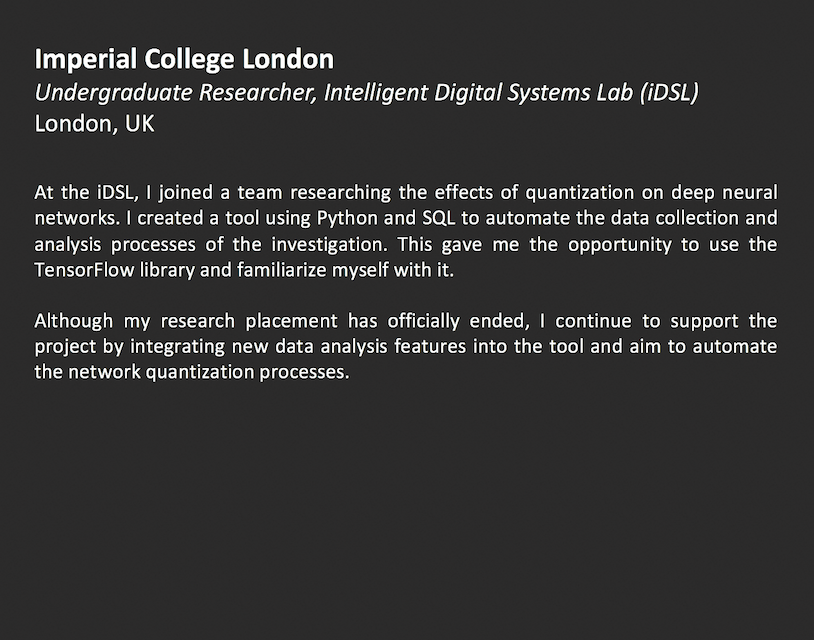 Imperial College London
Undergraduate Researcher, Intelligent Digital Systems Lab (iDSL)
London, UK
At the iDSL, I joined a team researching the effects of quantization on deep neural
networks. I created a tool using Python and SQL to automate the data collection and
analysis processes of the investigation. This gave me the opportunity to use the
TensorFlow library and familiarize myself with it.
Although my research placement has officially ended, I continue to support the
project by integrating new data analysis features into the tool and aim to automate
the network quantization processes.